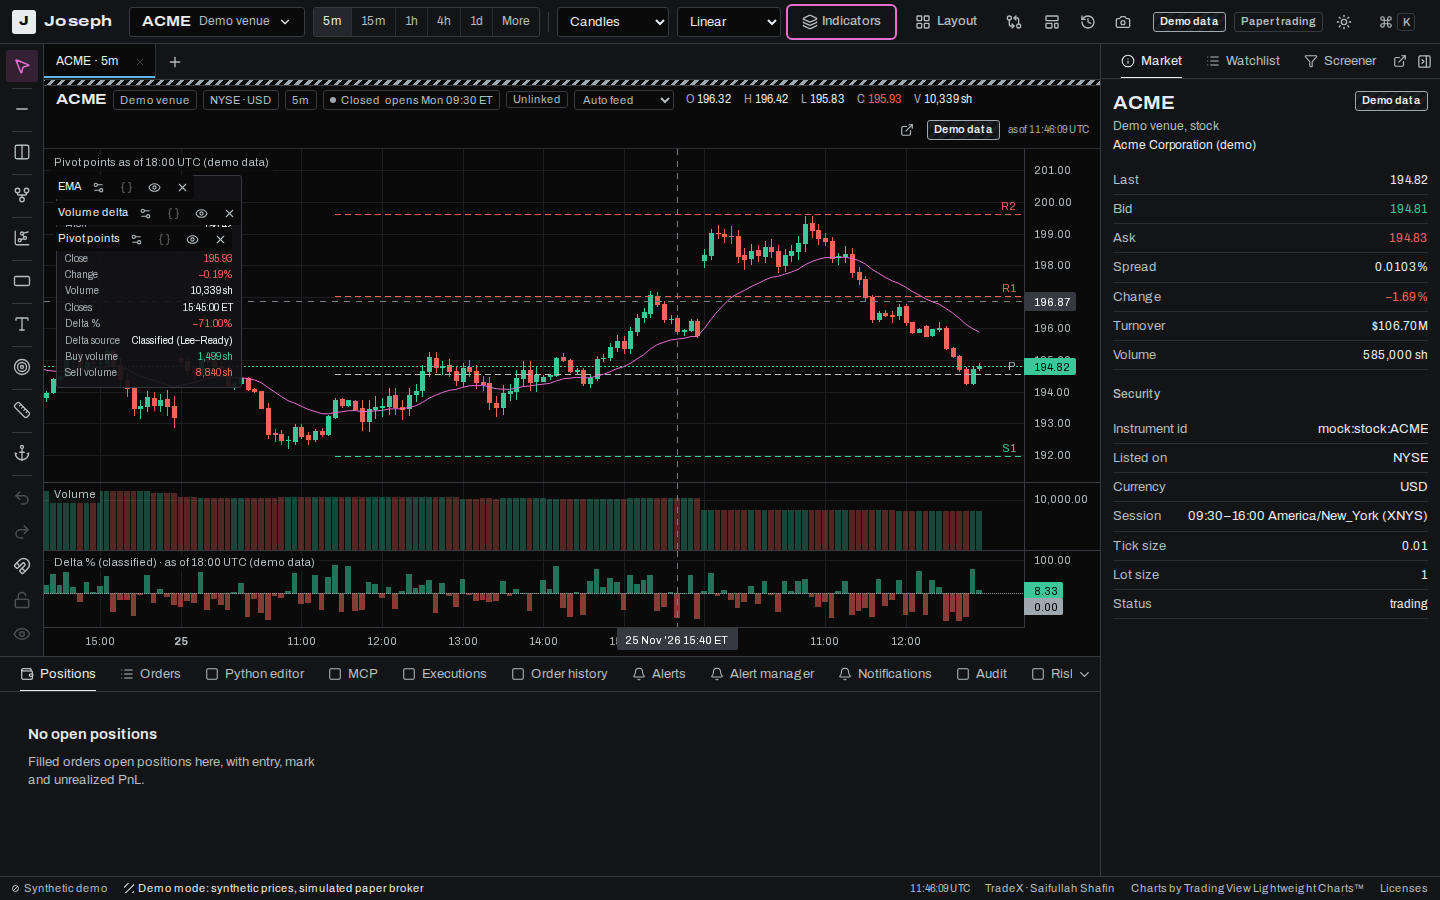 J Joseph ACME Demo venue 5m 15m 1h 4h 1d More Candles Linear Indicators Layout Demo data Paper trading ⌘ K
ACME · 5m
Market Watchlist Screener
ACME Demo venue NYSE·USD 5m Closed opens Mon 09:30 ET Unlinked Auto feed O 196.32 H 196.42 L 195.83 C 195.93 V 10,339 sh
Demo data as of 11:46:09 UTC
Pivot points as of 18:00 UTC (demo data)
EMA
Volume delta
Pivot points
Close 195.93
Change −0.19%
Volume 10,339 sh
Closes 15:45:00 ET
Delta % −71.00%
Delta source Classified (Lee–Ready)
Buy volume 1,499 sh
Sell volume 8,840 sh
R2
R1
P
S1
201.00
200.00
199.00
198.00
196.87
196.00
194.82
194.00
193.00
192.00
Volume
10,000.00
Delta % (classified) · as of 18:00 UTC (demo data)
100.00
8.33
0.00
15:00 25 11:00 12:00 13:00 14:00 25 Nov '26 15:40 ET 11:00 12:00
ACME Demo data
Demo venue, stock
Acme Corporation (demo)
Last 194.82
Bid 194.81
Ask 194.83
Spread 0.0103%
Change −1.69%
Turnover $106.70M
Volume 585,000 sh
Security
Instrument id mock:stock:ACME
Listed on NYSE
Currency USD
Session 09:30–16:00 America/New_York (XNYS)
Tick size 0.01
Lot size 1
Status trading
Positions Orders Python editor MCP Executions Order history Alerts Alert manager Notifications Audit
No open positions
Filled orders open positions here, with entry, mark
and unrealized PnL.
Synthetic demo Demo mode: synthetic prices, simulated paper broker 11:46:09 UTC TradeX · Saifullah Shafin Charts by TradingView Lightweight Charts™ Licenses